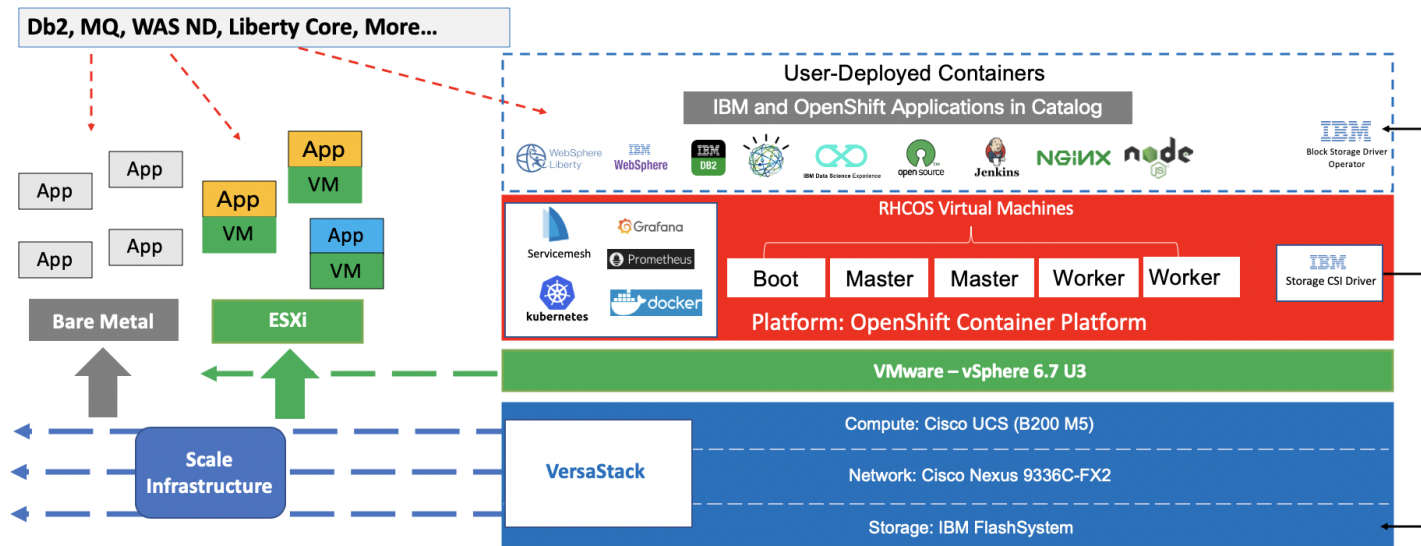 Db2, MQ, WAS ND, Liberty Core, More...
User-Deployed Containers
IBM and OpenShift Applications in Catalog
WebSphere
Liberty
IBM
WebSphere
IBM
DB2
IBM Data Science Experience
open source
Jenkins
NGINX
node
JS
IBM
Block Storage Driver
Operator
App
App
App
App
App
VM
App
VM
App
VM
Bare Metal
ESXi
RHCOS Virtual Machines
Servicemesh
Grafana
Prometheus
kubernetes
docker
Boot
Master
Master
Worker
Worker
IBM
Storage CSI Driver
Platform: OpenShift Container Platform
VMware – vSphere 6.7 U3
Scale
Infrastructure
VersaStack
Compute: Cisco UCS (B200 M5)
Network: Cisco Nexus 9336C-FX2
Storage: IBM FlashSystem